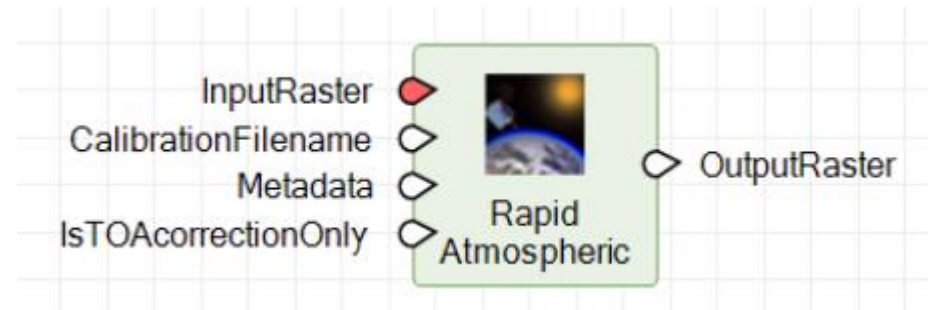 InputRaster
CalibrationFilename
Metadata
IsTOAcorrectionOnly
Rapid
Atmospheric
OutputRaster